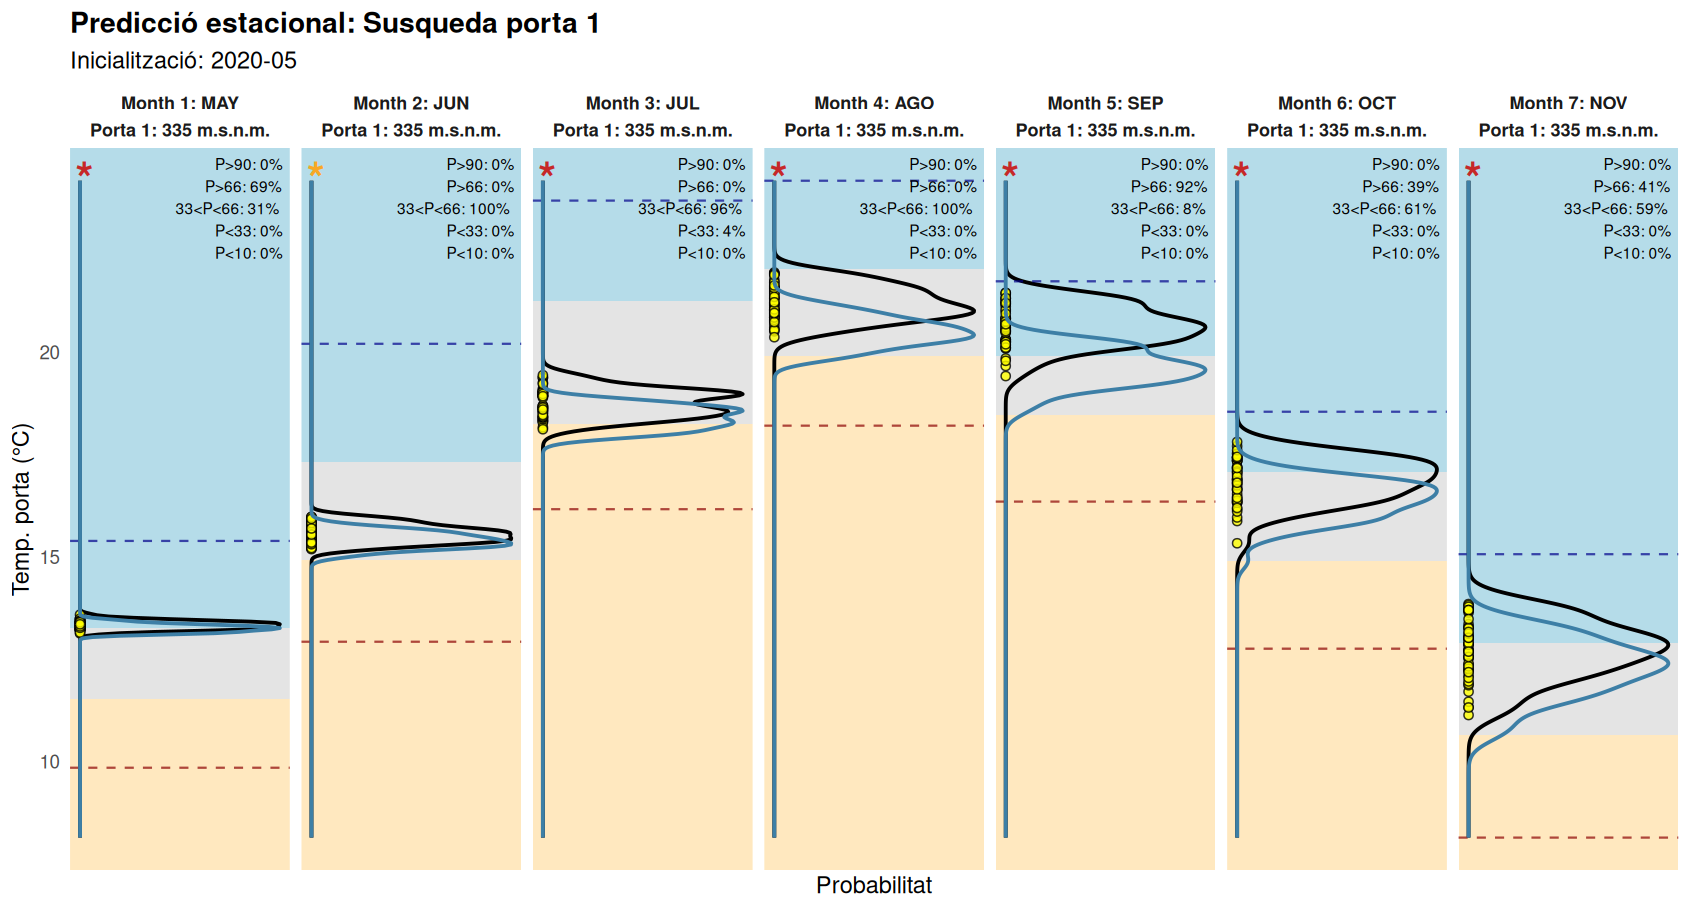 Predicció estacional: Susqueda porta 1
Inicialització: 2020-05
Month 1: MAY
Porta 1: 335 m.s.n.m.
Month 2: JUN
Porta 1: 335 m.s.n.m.
Month 3: JUL
Porta 1: 335 m.s.n.m.
Month 4: AGO
Porta 1: 335 m.s.n.m.
Month 5: SEP
Porta 1: 335 m.s.n.m.
Month 6: OCT
Porta 1: 335 m.s.n.m.
Month 7: NOV
Porta 1: 335 m.s.n.m.
*
P>90: 0%
P>66: 69%
33<P<66: 31%
P<33: 0%
P<10: 0%
*
P>90: 0%
P>66: 0%
33<P<66: 100%
P<33: 0%
P<10: 0%
*
P>90: 0%
P>66: 0%
33<P<66: 96%
P<33: 4%
P<10: 0%
*
P>90: 0%
P>66: 0%
33<P<66: 100%
P<33: 0%
P<10: 0%
*
P>90: 0%
P>66: 92%
33<P<66: 8%
P<33: 0%
P<10: 0%
*
P>90: 0%
P>66: 39%
33<P<66: 61%
P<33: 0%
P<10: 0%
*
P>90: 0%
P>66: 41%
33<P<66: 59%
P<33: 0%
P<10: 0%
20
15
10
Temp. porta (°C)
Probabilitat